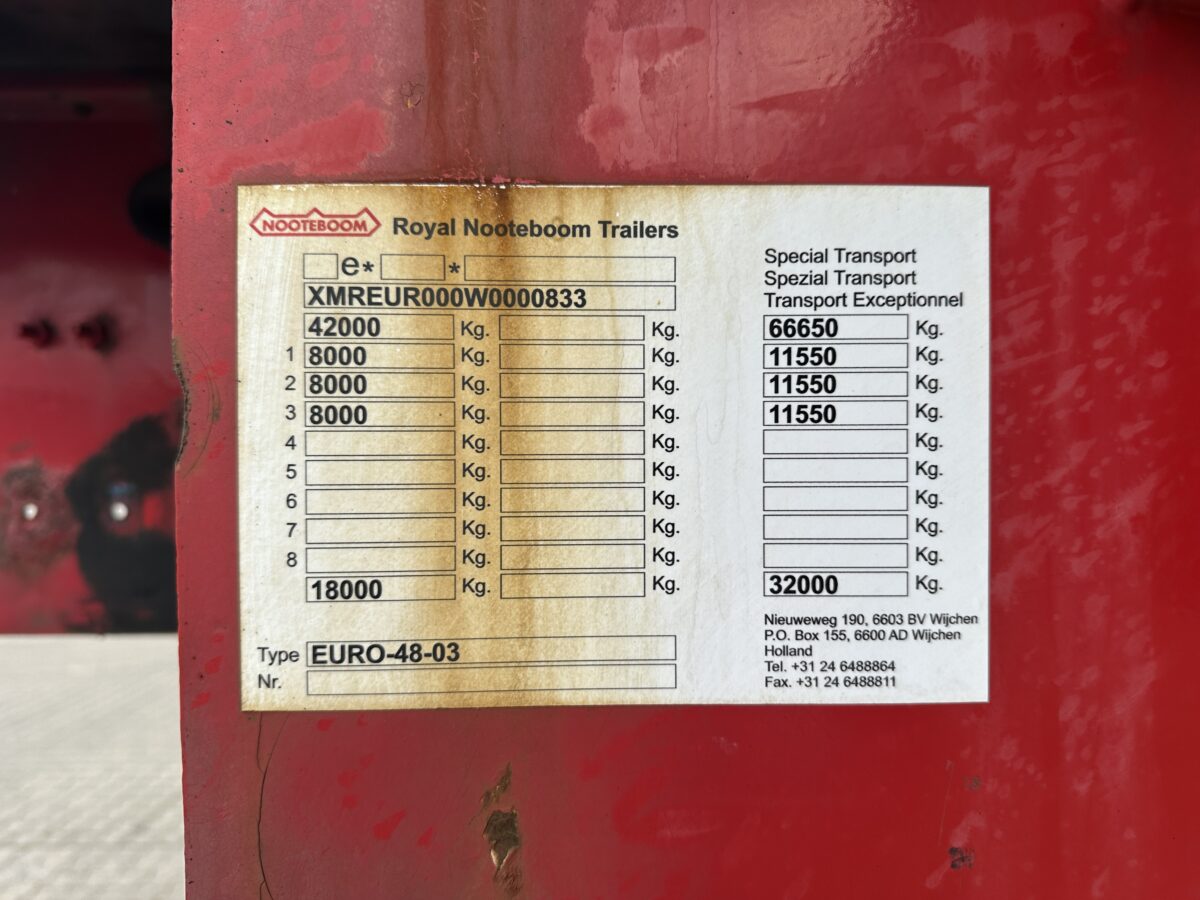 NOOTEBOOM Royal Nooteboom Trailers
e* *
XMREUR000W0000833
Special Transport
Spezial Transport
Transport Exceptionnel
42000 Kg. Kg. 66650 Kg.
1 8000 Kg. Kg. 11550 Kg.
2 8000 Kg. Kg. 11550 Kg.
3 8000 Kg. Kg. 11550 Kg.
4 Kg. Kg. Kg.
5 Kg. Kg. Kg.
6 Kg. Kg. Kg.
7 Kg. Kg. Kg.
8 Kg. Kg. Kg.
18000 Kg. Kg. 32000 Kg.
Type EURO-48-03
Nr.
Nieuweweg 190, 6603 BV Wijchen
P.O. Box 155, 6600 AD Wijchen
Holland
Tel. +31 24 6488864
Fax. +31 24 6488811